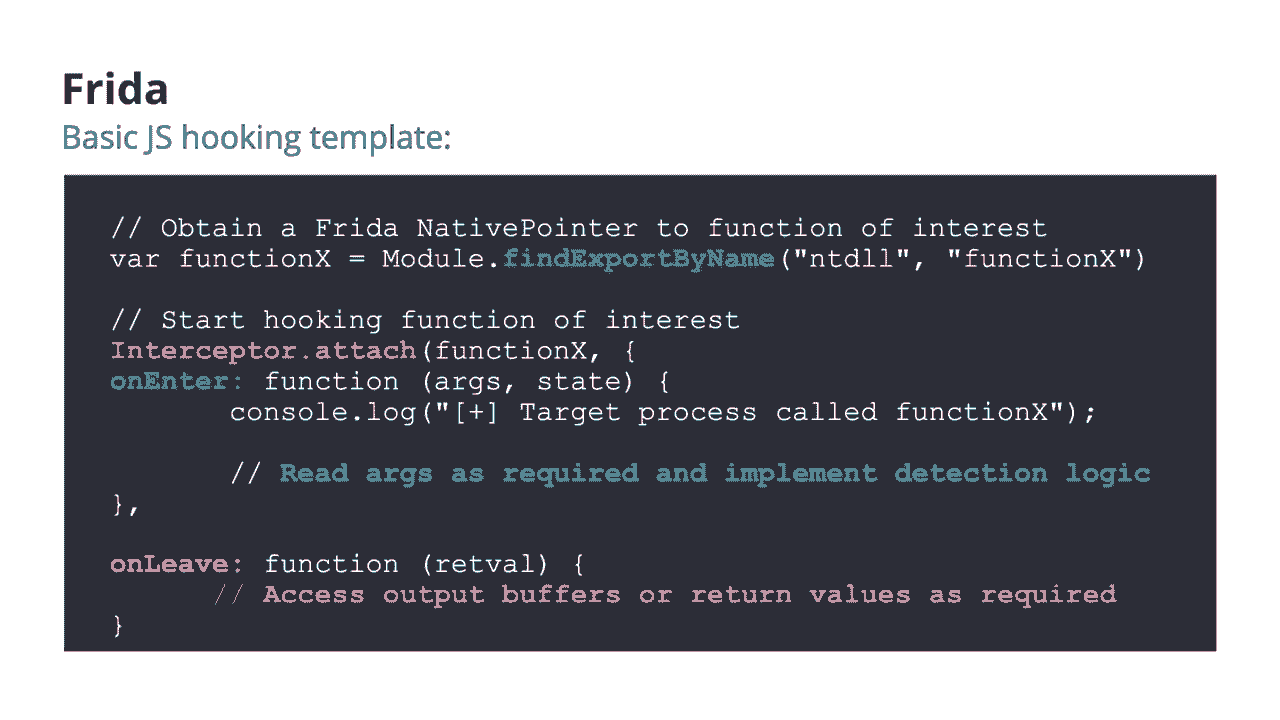 Frida
Basic JS hooking template:
// Obtain a Frida NativePointer to function of interest
var functionX = Module.findExportByName("ntdll", "functionX")
// Start hooking function of interest
Interceptor.attach(functionX, {
onEnter: function (args, state) {
console.log("[+] Target process called functionX");
// Read args as required and implement detection logic
},
onLeave: function (retval) {
// Access output buffers or return values as required
}